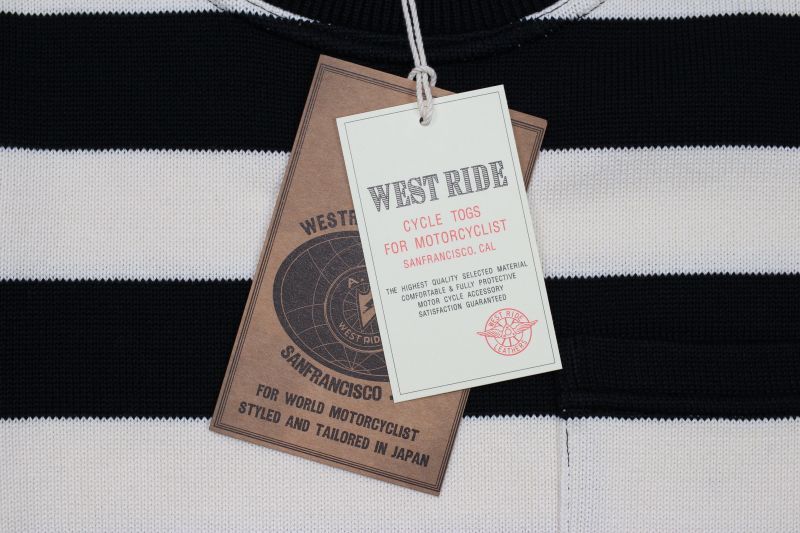 WEST RIDE
CYCLE TOGS
FOR MOTORCYCLIST
SANFRANCISCO, CAL
THE HIGHEST QUALITY SELECTED MATERIAL
COMFORTABLE & FULLY PROTECTIVE
MOTOR CYCLE ACCESSORY
SATISFACTION GUARANTEED
WEST RIDE
LEATHERS
WEST RIDE
SANFRANCISCO
FOR WORLD MOTORCYCLIST
STYLED AND TAILORED IN JAPAN